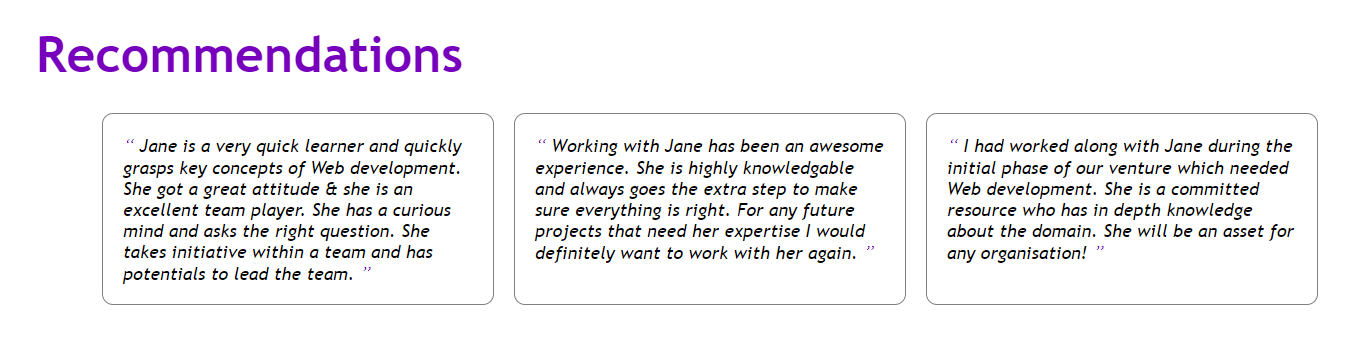 Recommendations
“ Jane is a very quick learner and quickly
grasps key concepts of Web development.
She got a great attitude & she is an
excellent team player. She has a curious
mind and asks the right question. She
takes initiative within a team and has
potentials to lead the team. ”
“ Working with Jane has been an awesome
experience. She is highly knowledgable
and always goes the extra step to make
sure everything is right. For any future
projects that need her expertise I would
definitely want to work with her again. ”
“ I had worked along with Jane during the
initial phase of our venture which needed
Web development. She is a committed
resource who has in depth knowledge
about the domain. She will be an asset for
any organisation! ”